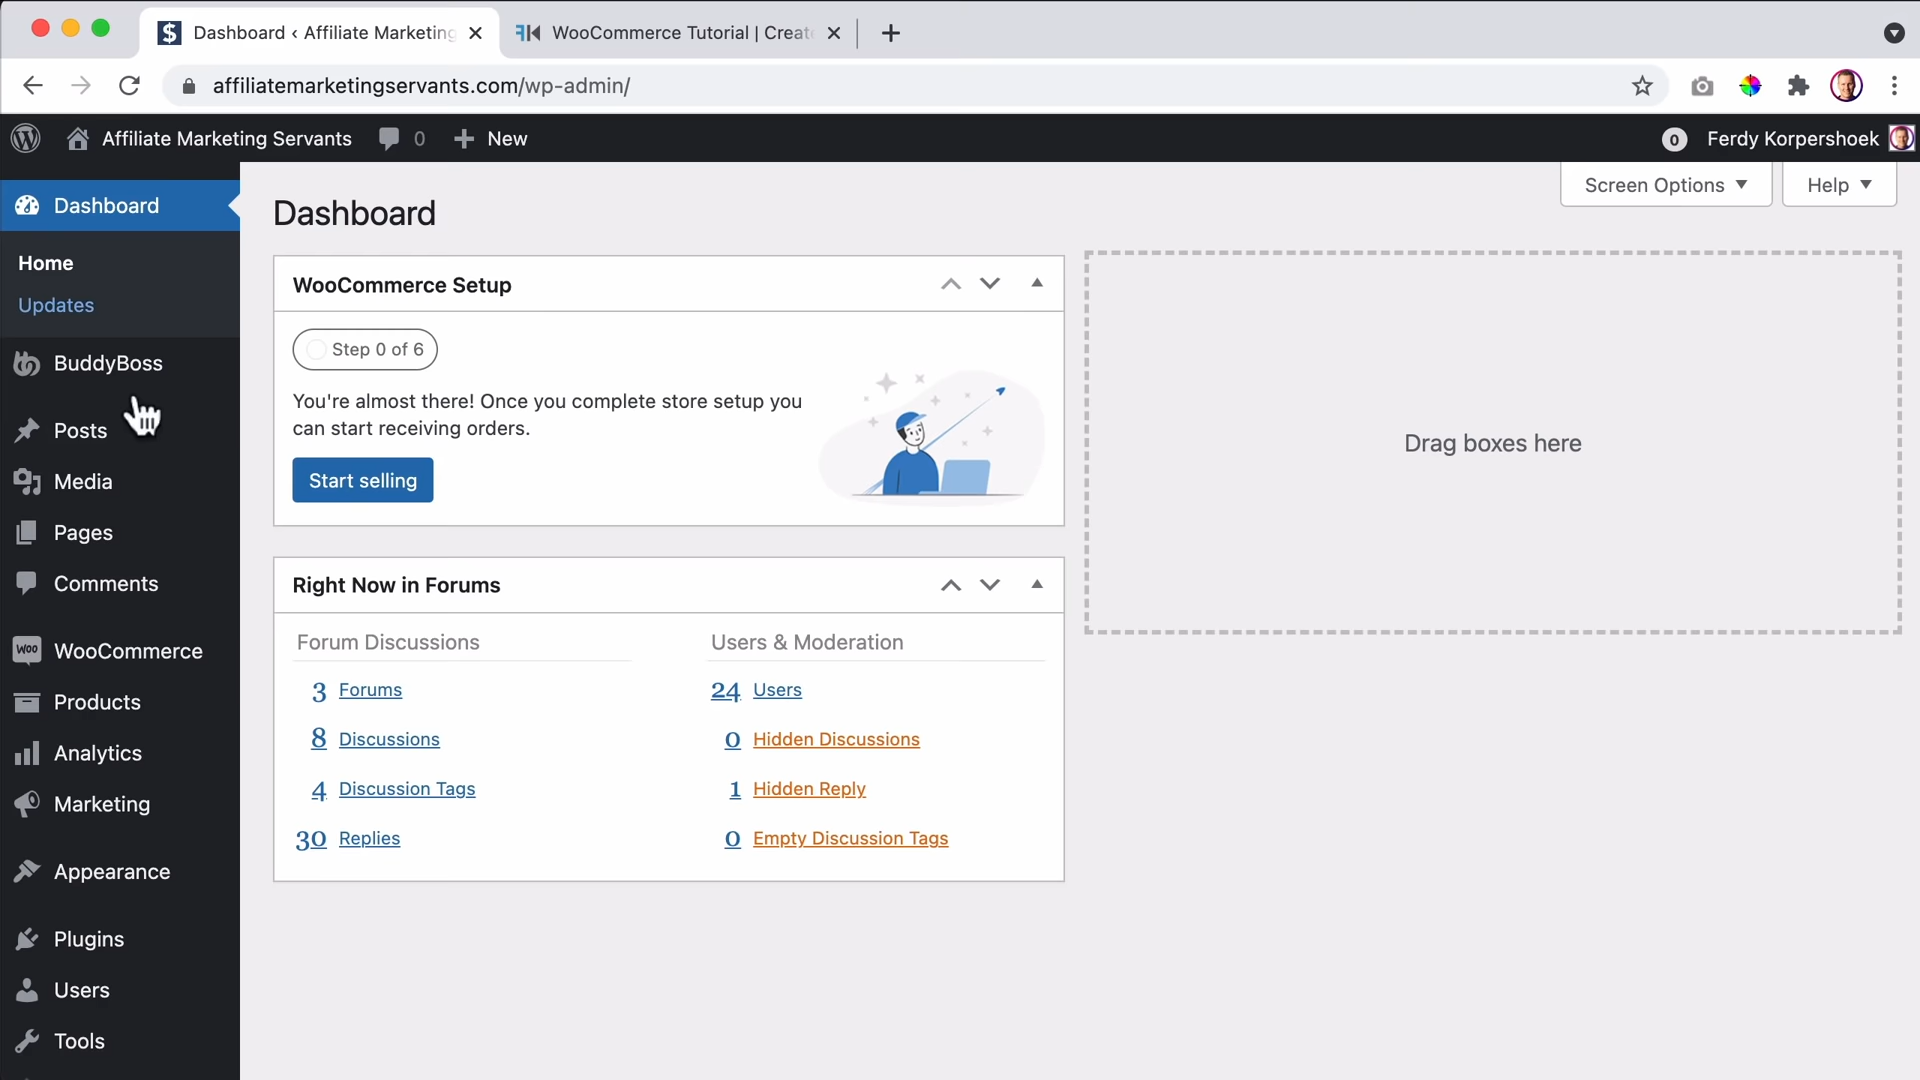 Dashboard ‹ Affiliate Marketing
WooCommerce Tutorial | Create
affiliatemarketingservants.com/wp-admin/
Affiliate Marketing Servants
0
New
0
Ferdy Korpershoek
Dashboard
Home
Updates
BuddyBoss
Posts
Media
Pages
Comments
WOO
WooCommerce
Products
Analytics
Marketing
Appearance
Plugins
Users
Tools
Screen Options
Help
Dashboard
WooCommerce Setup
Step 0 of 6
You're almost there! Once you complete store setup you
can start receiving orders.
Start selling
Drag boxes here
Right Now in Forums
Forum Discussions
3 Forums
8 Discussions
4 Discussion Tags
30 Replies
Users & Moderation
24 Users
0 Hidden Discussions
1 Hidden Reply
0 Empty Discussion Tags